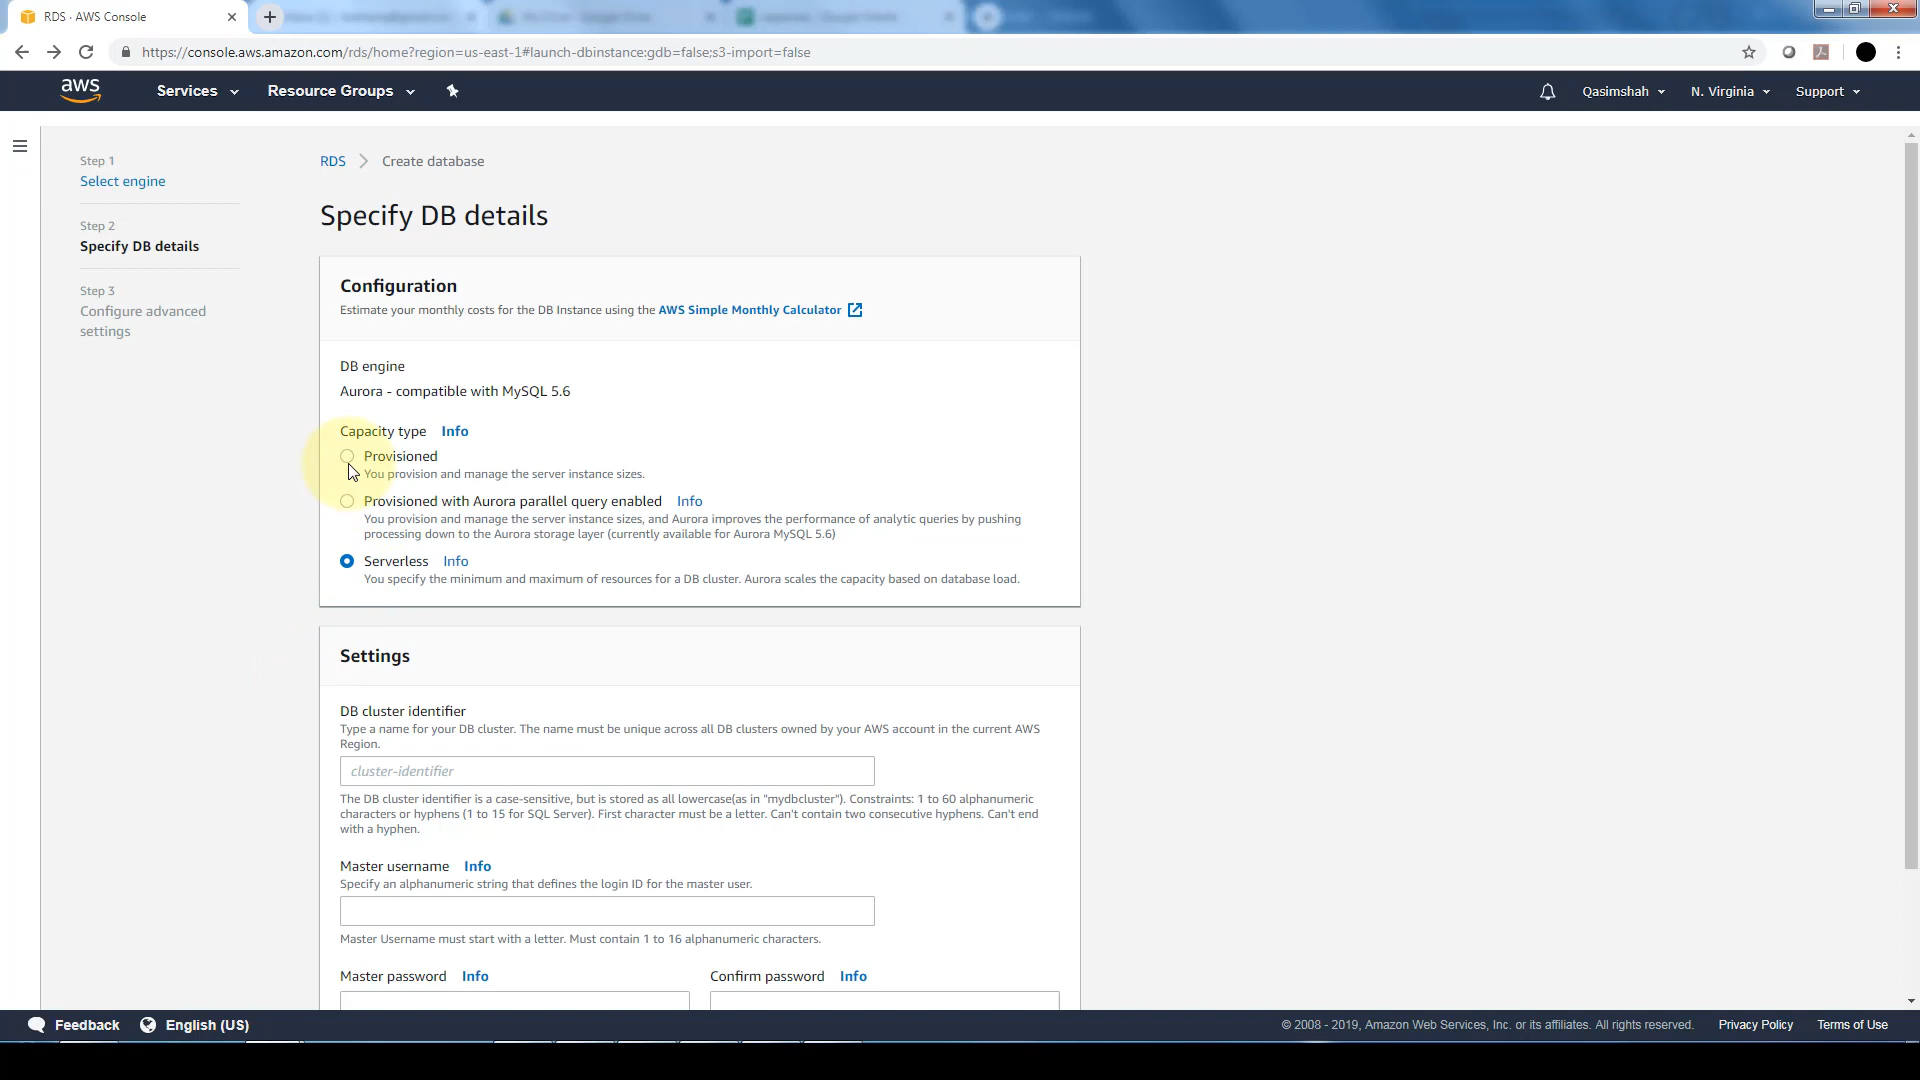 RDS · AWS Console
https://console.aws.amazon.com/rds/home?region=us-east-1#launch-dbinstance:gdb=false;s3-import=false
aws
Services
Resource Groups
Qasimshah
N. Virginia
Support
Step 1
Select engine
Step 2
Specify DB details
Step 3
Configure advanced
settings
RDS
Create database
Specify DB details
Configuration
Estimate your monthly costs for the DB Instance using the AWS Simple Monthly Calculator
DB engine
Aurora - compatible with MySQL 5.6
Capacity type Info
Provisioned
You provision and manage the server instance sizes.
Provisioned with Aurora parallel query enabled Info
You provision and manage the server instance sizes, and Aurora improves the performance of analytic queries by pushing
processing down to the Aurora storage layer (currently available for Aurora MySQL 5.6)
Serverless Info
You specify the minimum and maximum of resources for a DB cluster. Aurora scales the capacity based on database load.
Settings
DB cluster identifier
Type a name for your DB cluster. The name must be unique across all DB clusters owned by your AWS account in the current AWS
Region.
cluster-identifier
The DB cluster identifier is a case-sensitive, but is stored as all lowercase(as in "mydbcluster"). Constraints: 1 to 60 alphanumeric
characters or hyphens (1 to 15 for SQL Server). First character must be a letter. Can't contain two consecutive hyphens. Can't end
with a hyphen.
Master username Info
Specify an alphanumeric string that defines the login ID for the master user.
Master Username must start with a letter. Must contain 1 to 16 alphanumeric characters.
Master password Info
Confirm password Info
Feedback
English (US)
© 2008 - 2019, Amazon Web Services, Inc. or its affiliates. All rights reserved.
Privacy Policy
Terms of Use